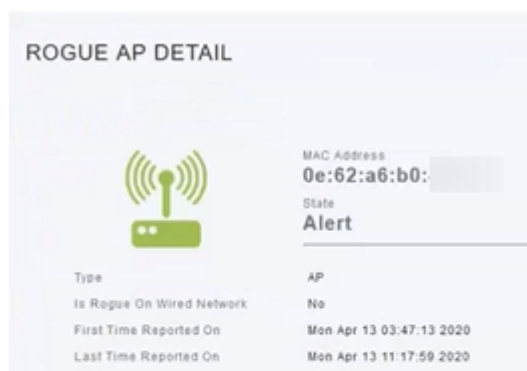 ROGUE AP DETAIL
MAC Address
0e:62:a6:b0:
State
Alert
Type AP
Is Rogue On Wired Network No
First Time Reported On Mon Apr 13 03:47:13 2020
Last Time Reported On Mon Apr 13 11:17:59 2020